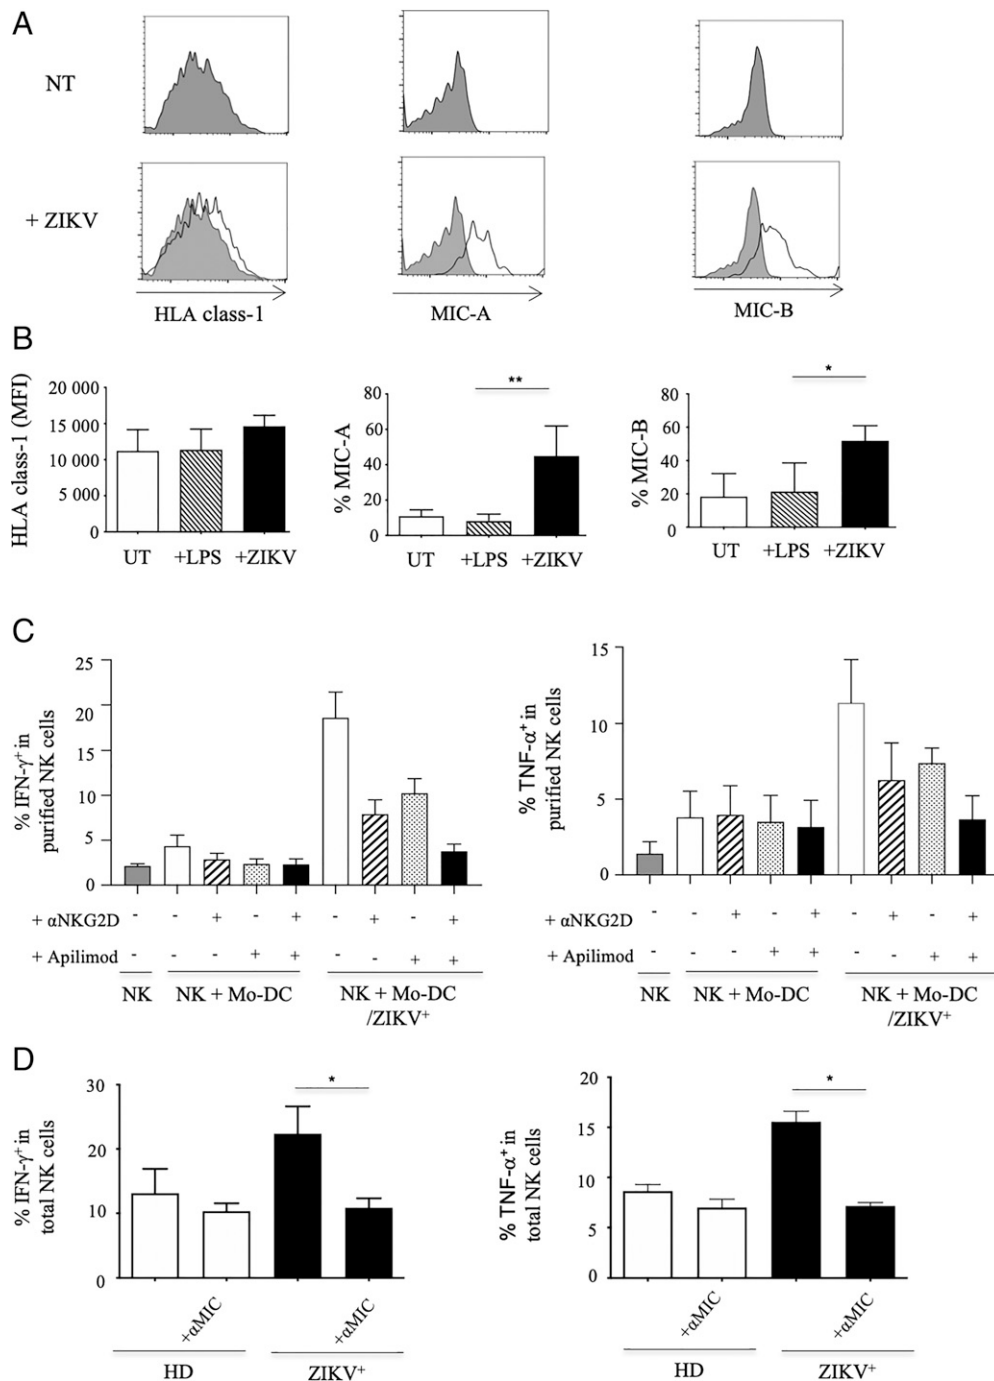 A
NT
+ ZIKV
HLA class-1
MIC-A
MIC-B
B
HLA class-1 (MFI)
20 000
15 000
10 000
5 000
0
UT +LPS +ZIKV
% MIC-A
80
60
40
20
0
**
UT +LPS +ZIKV
% MIC-B
80
60
40
20
0
*
UT +LPS +ZIKV
C
% IFN-γ+ in
purified NK cells
25
20
15
10
5
0
+ αNKG2D - - + - + - + - +
+ Apilimod - - - + + - - + +
NK NK + Mo-DC NK + Mo-DC
/ZIKV+
% TNF-α+ in
purified NK cells
15
10
5
0
+ αNKG2D - - + - + - + - +
+ Apilimod - - - + + - - + +
NK NK + Mo-DC NK + Mo-DC
/ZIKV+
D
% IFN-γ+ in
total NK cells
30
20
10
0
*
+αMIC +αMIC
HD ZIKV+
% TNF-α+ in
total NK cells
20
15
10
5
0
*
+αMIC +αMIC
HD ZIKV+